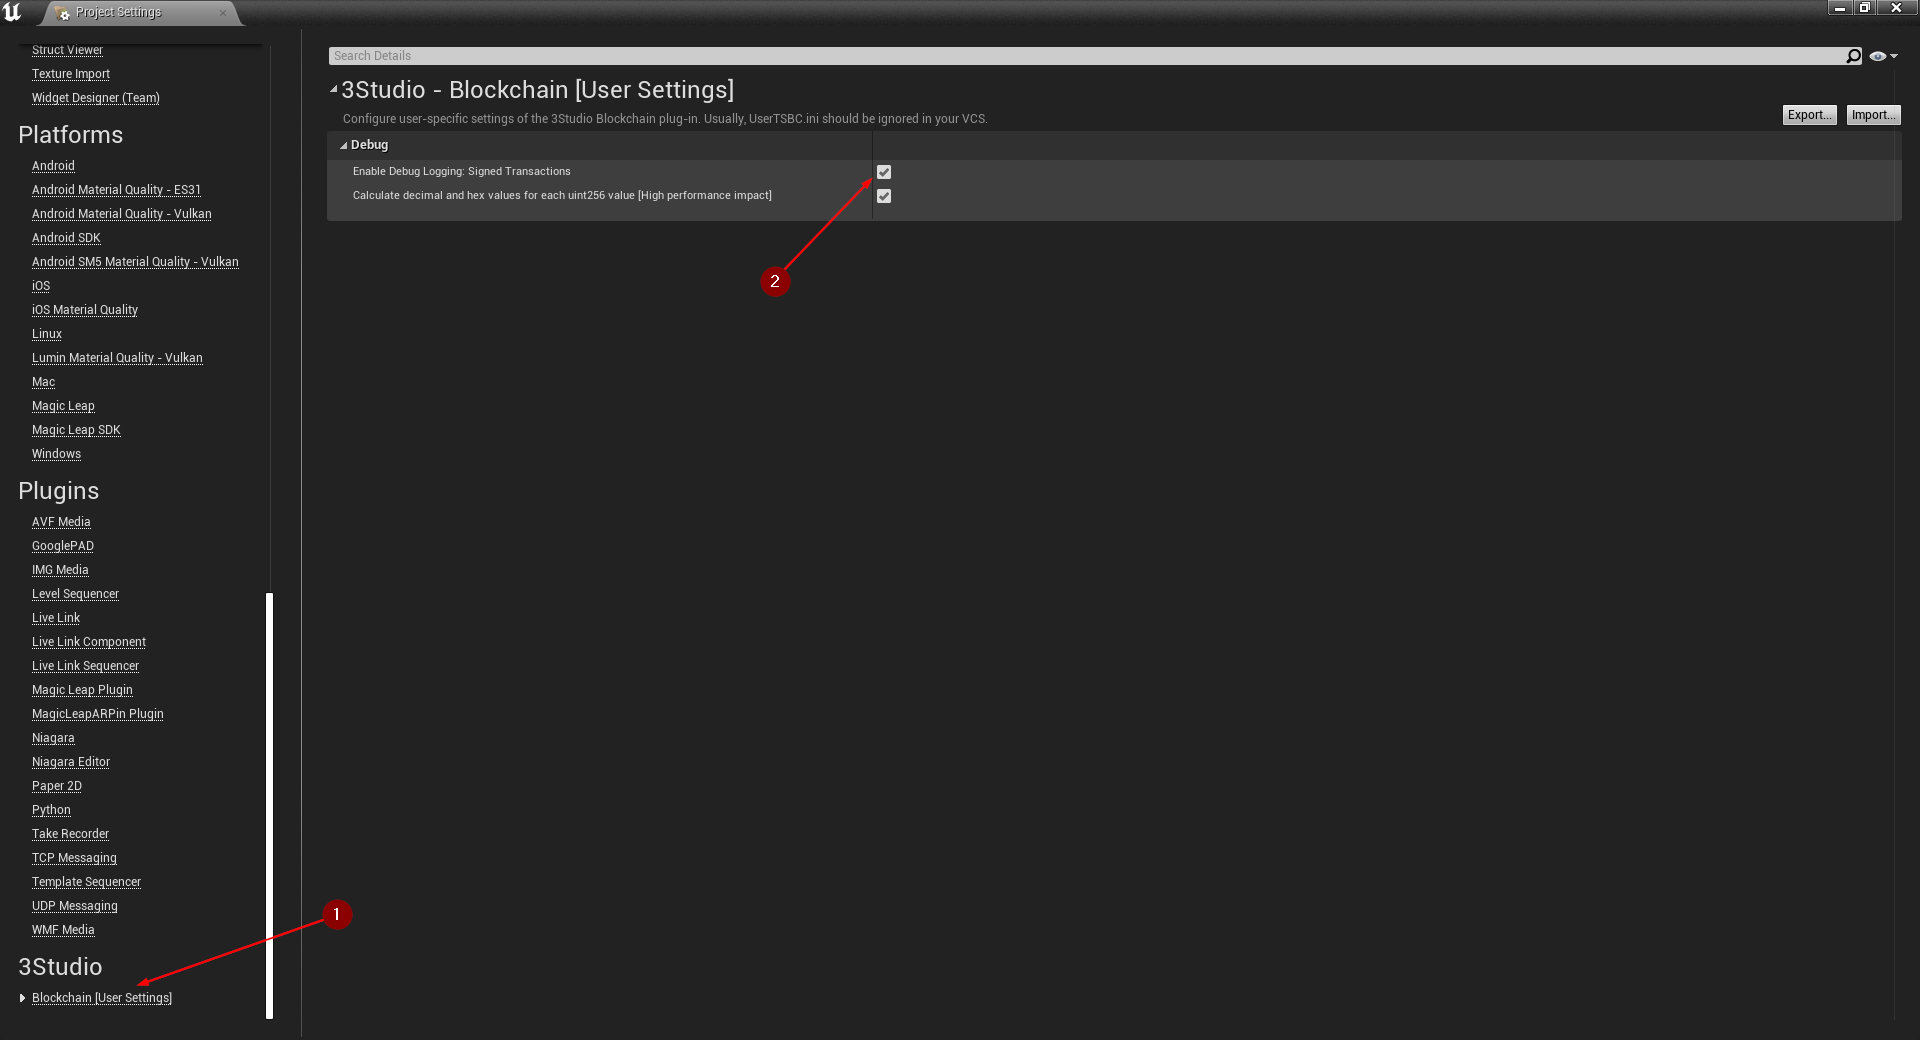 Project Settings
Struct Viewer
Texture Import
Widget Designer (Team)
Platforms
Android
Android Material Quality - ES31
Android Material Quality - Vulkan
Android SDK
Android SM5 Material Quality - Vulkan
iOS
iOS Material Quality
Linux
Lumin Material Quality - Vulkan
Mac
Magic Leap
Magic Leap SDK
Windows
Plugins
AVF Media
GooglePAD
IMG Media
Level Sequencer
Live Link
Live Link Component
Live Link Sequencer
Magic Leap Plugin
MagicLeapARPin Plugin
Niagara
Niagara Editor
Paper 2D
Python
Take Recorder
TCP Messaging
Template Sequencer
UDP Messaging
WMF Media
3Studio
Blockchain [User Settings]
1
Search Details
3Studio - Blockchain [User Settings]
Configure user-specific settings of the 3Studio Blockchain plug-in. Usually, UserTSBC.ini should be ignored in your VCS.
Export...
Import...
Debug
Enable Debug Logging: Signed Transactions
Calculate decimal and hex values for each uint256 value [High performance impact]
2